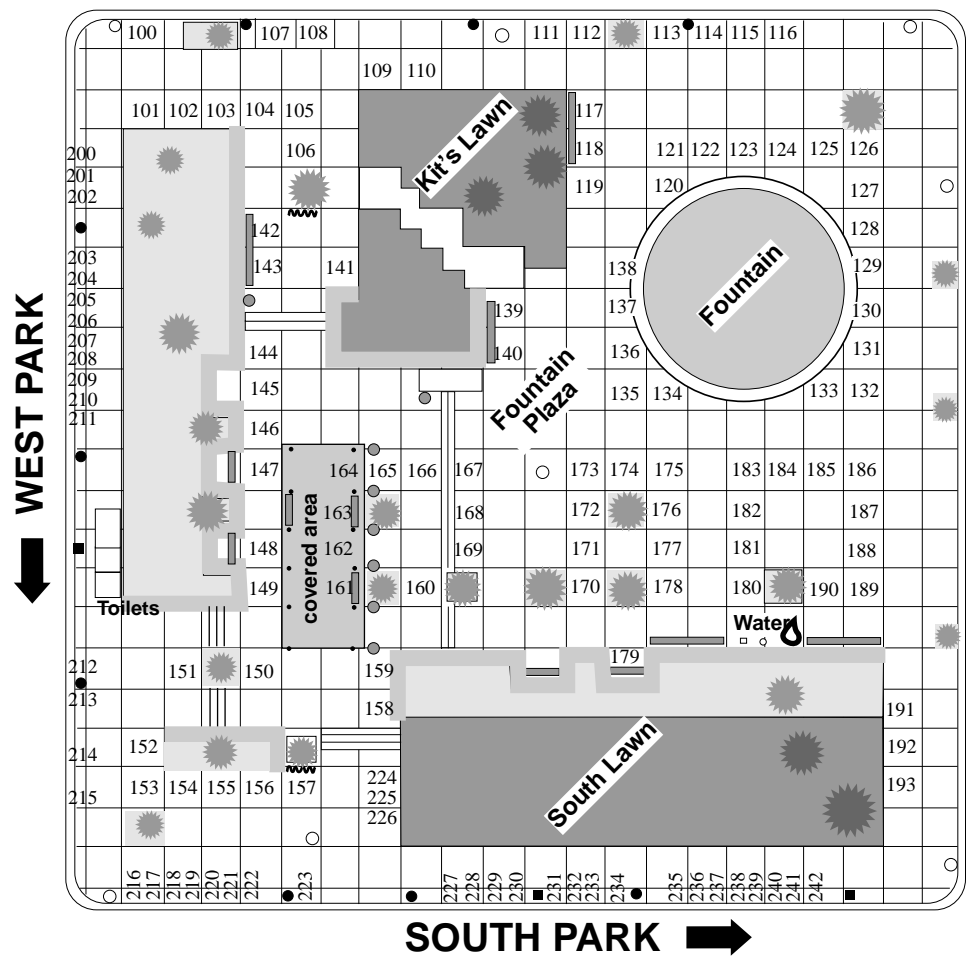 100 107 108 111 112 113 114 115 116
109 110
101 102 103 104 105 117
Kit's Lawn
200 106 118 121 122 123 124 125 126
201
202 119 120 127
142 128
203 143 141 138 129
204
Fountain
205 139 137 130
206
207 144 140 136 131
208
209 145 135 134 133 132
210
Fountain
Plaza
211 146
147 164 165 166 167 173 174 175 183 184 185 186
WEST PARK
covered area
163 168 172 176 182 187
148 162 169 171 177 181 188
149 161 160 170 178 180 190 189
Toilets
Water
179
212 151 150 159
213 158 191
214 152 192
South Lawn
215 153 154 155 156 157 224 193
225
226
216 217 218 219 220 221 222 223 227 228 229 230 231 232 233 234 235 236 237 238 239 240 241 242
SOUTH PARK